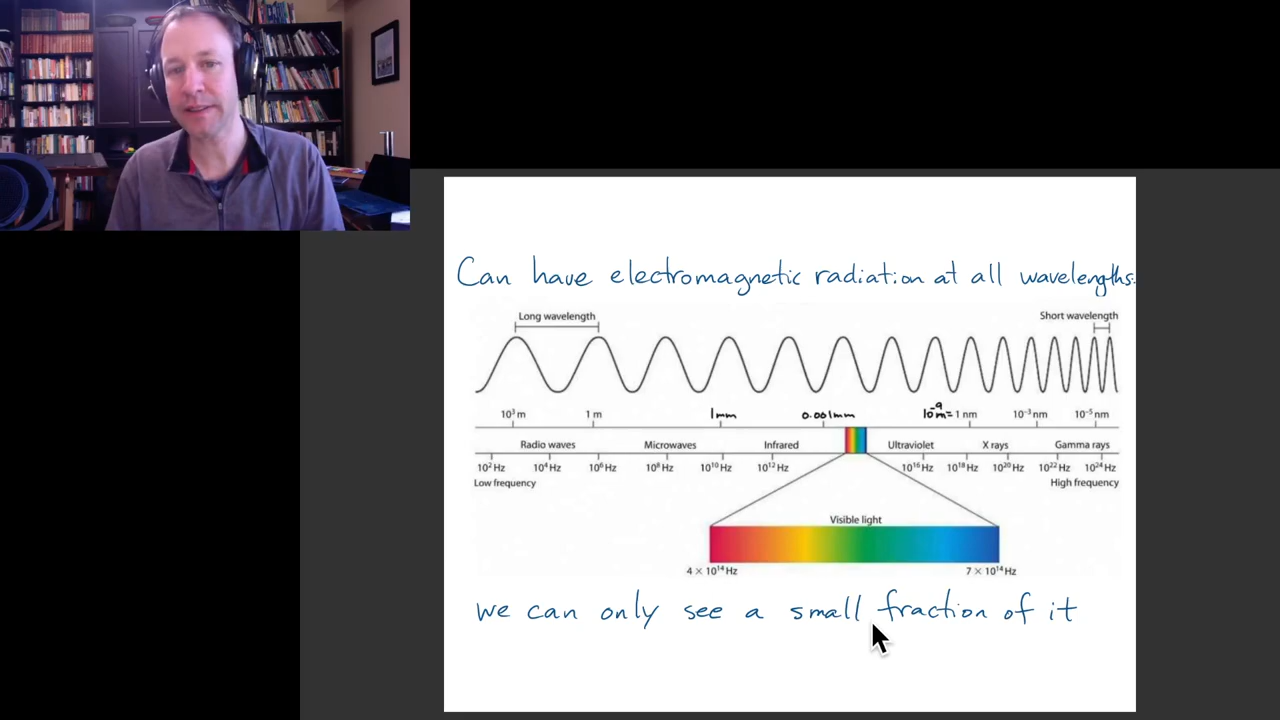 Can have electromagnetic radiation at all wavelengths.
Long wavelength Short wavelength
10³ m 1 m 1mm 0.001mm 10⁻⁹m = 1 nm 10⁻³ nm 10⁻⁵ nm
Radio waves Microwaves Infrared Ultraviolet X rays Gamma rays
10² Hz 10⁴ Hz 10⁶ Hz 10⁸ Hz 10¹⁰ Hz 10¹² Hz 10¹⁶ Hz 10¹⁸ Hz 10²⁰ Hz 10²² Hz 10²⁴ Hz
Low frequency High frequency
Visible light
4 × 10¹⁴ Hz 7 × 10¹⁴ Hz
we can only see a small fraction of it